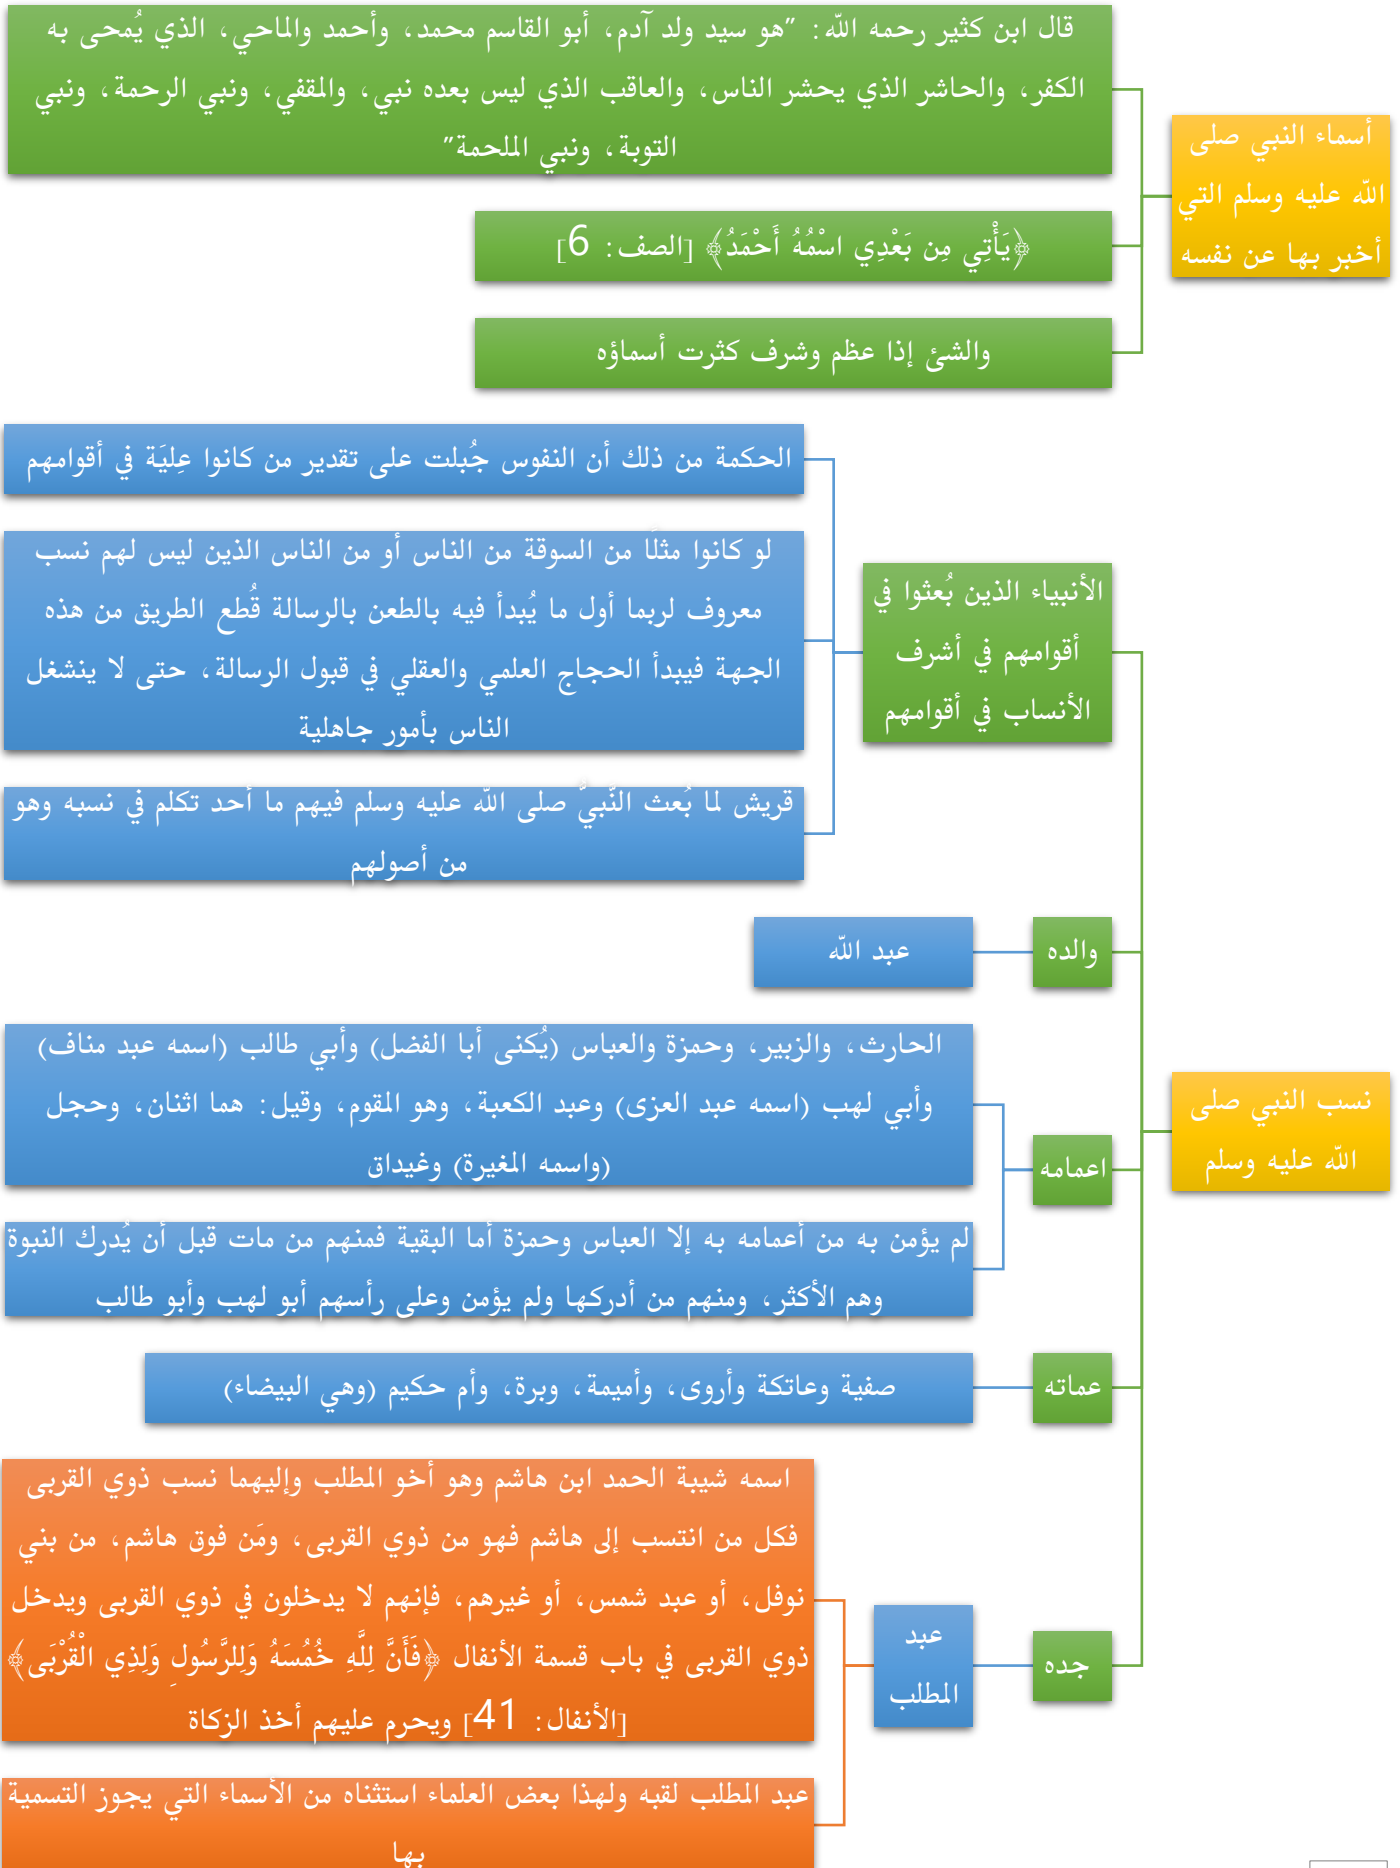 أسماء النبي صلى
الله عليه وسلم التي
أخبر بها عن نفسه
قال ابن كثير رحمه الله: "هو سيد ولد آدم، أبو القاسم محمد، وأحمد والماحي، الذي يُمحى به
الكفر، والحاشر الذي يحشر الناس، والعاقب الذي ليس بعده نبي، والمقفي، ونبي الرحمة، ونبي
التوبة، ونبي الملحمة"
﴿يَأْتِي مِن بَعْدِي اسْمُهُ أَحْمَدُ﴾ [الصف: 6]
والشئ إذا عظم وشرف كثرت أسماؤه
نسب النبي صلى
الله عليه وسلم
الأنبياء الذين بُعثوا في
أقوامهم في أشرف
الأنساب في أقوامهم
الحكمة من ذلك أن النفوس جُبلت على تقدير من كانوا عِليَة في أقوامهم
لو كانوا مثلًا من السوقة من الناس أو من الناس الذين ليس لهم نسب
معروف لربما أول ما يُبدأ فيه بالطعن بالرسالة قُطع الطريق من هذه
الجهة فيبدأ الحجاج العلمي والعقلي في قبول الرسالة، حتى لا ينشغل
الناس بأمور جاهلية
قريش لما بُعث النَّبيُّ صلى الله عليه وسلم فيهم ما أحد تكلم في نسبه وهو
من أصولهم
والده
عبد الله
اعمامه
الحارث، والزبير، وحمزة والعباس (يُكنى أبا الفضل) وأبي طالب (اسمه عبد مناف)
وأبي لهب (اسمه عبد العزى) وعبد الكعبة، وهو المقوم، وقيل: هما اثنان، وحجل
(واسمه المغيرة) وغيداق
لم يؤمن به من أعمامه به إلا العباس وحمزة أما البقية فمنهم من مات قبل أن يُدرك النبوة
وهم الأكثر، ومنهم من أدركها ولم يؤمن وعلى رأسهم أبو لهب وأبو طالب
عماته
صفية وعاتكة وأروى، وأميمة، وبرة، وأم حكيم (وهي البيضاء)
جده
عبد
المطلب
اسمه شيبة الحمد ابن هاشم وهو أخو المطلب وإليهما نسب ذوي القربى
فكل من انتسب إلى هاشم فهو من ذوي القربى، ومَن فوق هاشم، من بني
نوفل، أو عبد شمس، أو غيرهم، فإنهم لا يدخلون في ذوي القربى ويدخل
ذوي القربى في باب قسمة الأنفال ﴿فَأَنَّ لِلَّهِ خُمُسَهُ وَلِلرَّسُولِ وَلِذِي الْقُرْبَى﴾
[الأنفال: 41] ويحرم عليهم أخذ الزكاة
عبد المطلب لقبه ولهذا بعض العلماء استثناه من الأسماء التي يجوز التسمية
بها